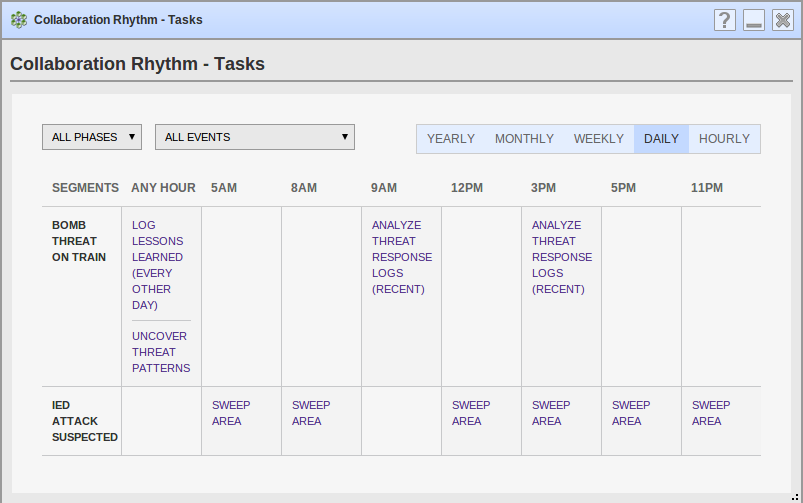 Collaboration Rhythm - Tasks
Collaboration Rhythm - Tasks
ALL PHASES
ALL EVENTS
YEARLY MONTHLY WEEKLY DAILY HOURLY
SEGMENTS ANY HOUR 5AM 8AM 9AM 12PM 3PM 5PM 11PM
BOMB
THREAT
ON TRAIN
LOG
LESSONS
LEARNED
(EVERY
OTHER
DAY)
UNCOVER
THREAT
PATTERNS
ANALYZE
THREAT
RESPONSE
LOGS
(RECENT)
ANALYZE
THREAT
RESPONSE
LOGS
(RECENT)
IED
ATTACK
SUSPECTED
SWEEP
AREA
SWEEP
AREA
SWEEP
AREA
SWEEP
AREA
SWEEP
AREA
SWEEP
AREA